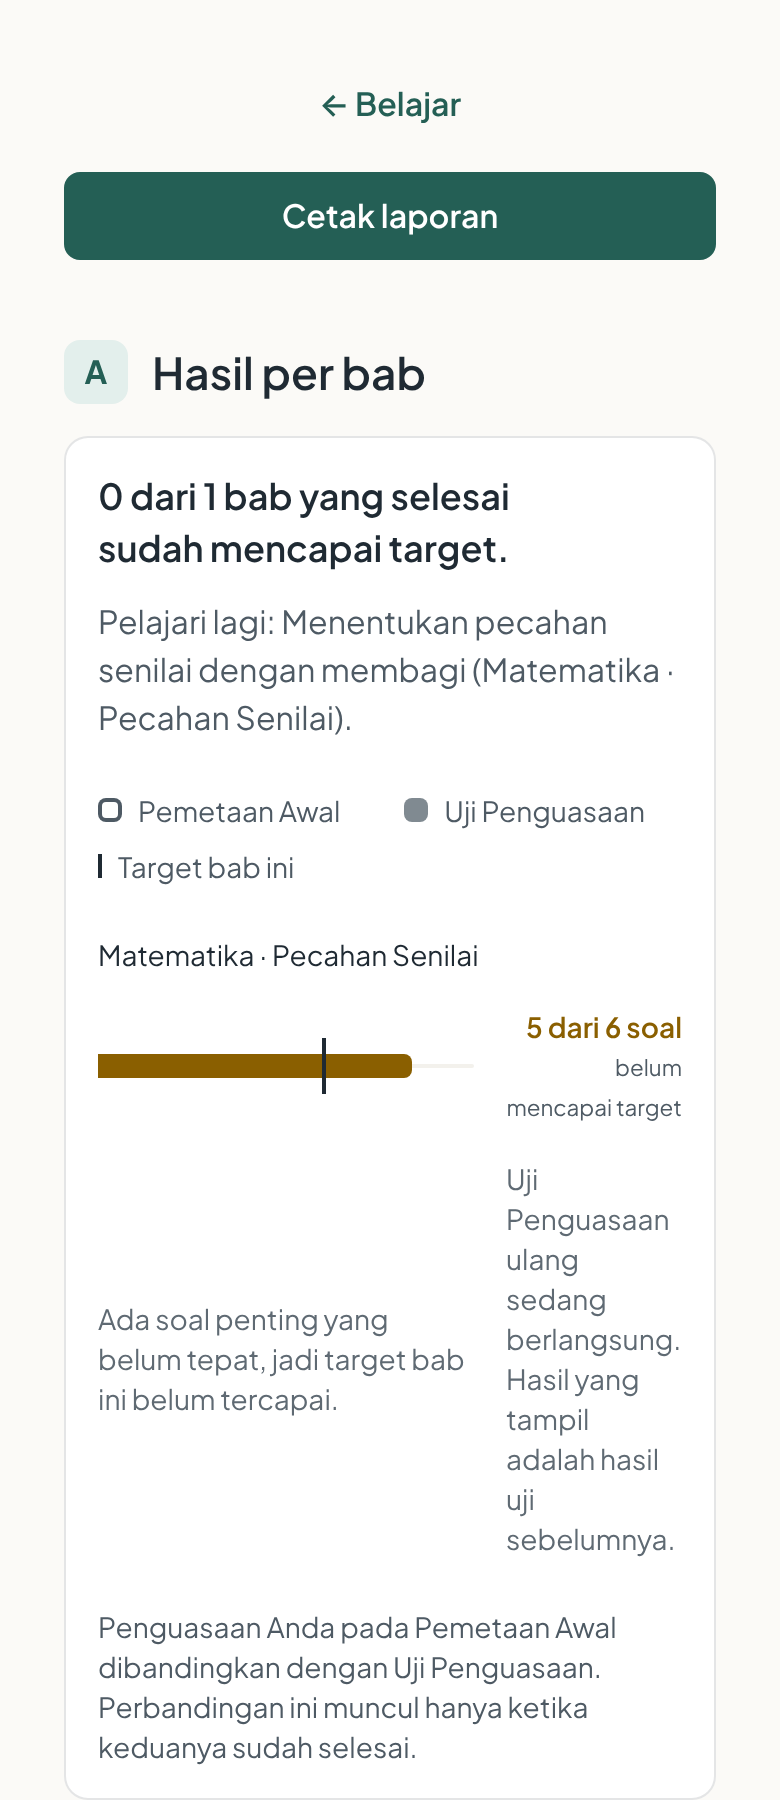 ← Belajar
Cetak laporan
A Hasil per bab
0 dari 1 bab yang selesai
sudah mencapai target.
Pelajari lagi: Menentukan pecahan
senilai dengan membagi (Matematika ·
Pecahan Senilai).
Pemetaan Awal Uji Penguasaan
Target bab ini
Matematika · Pecahan Senilai
5 dari 6 soal
belum
mencapai target
Ada soal penting yang
belum tepat, jadi target bab
ini belum tercapai.
Uji
Penguasaan
ulang
sedang
berlangsung.
Hasil yang
tampil
adalah hasil
uji
sebelumnya.
Penguasaan Anda pada Pemetaan Awal
dibandingkan dengan Uji Penguasaan.
Perbandingan ini muncul hanya ketika
keduanya sudah selesai.